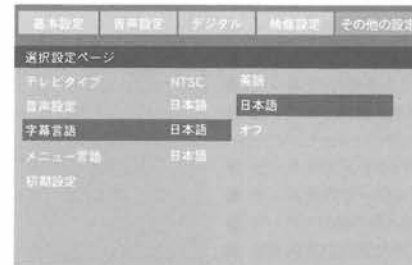 基本設定 音声設定 デジタル 映像設定 その他の設定
選択設定ページ
テレビタイプ NTSC 英語
音声設定 日本語 日本語
字幕言語 日本語 オフ
メニュー言語 日本語
初期設定